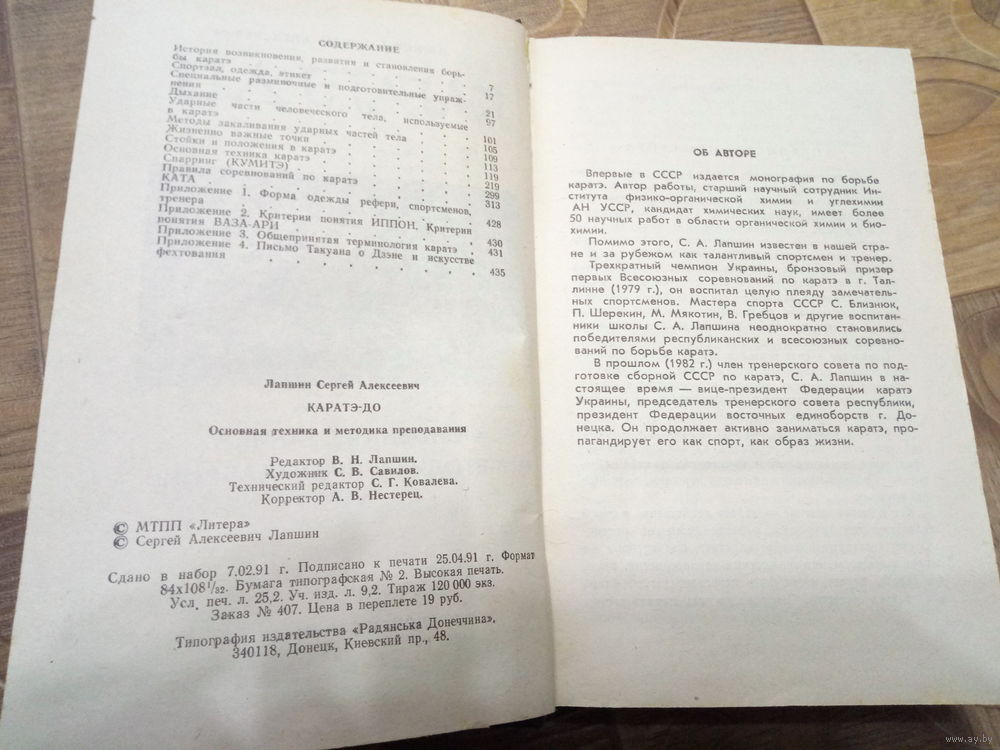 СОДЕРЖАНИЕ
История возникновения, развития и становления борь-
бы каратэ . . . . . . . . 7
Спортзал, одежда, этикет . . . . . . 17
Специальные разминочные и подготовительные упраж-
нения . . . . . . . . 21
Дыхание . . . . . . . . 97
Ударные части человеческого тела, используемые
в каратэ . . . . . . . . 101
Методы закаливания ударных частей тела . . . 105
Жизненно важные точки . . . . . . 109
Стойки и положения в каратэ . . . . . 113
Основная техника каратэ . . . . . . 119
Спарринг (КУМИТЭ) . . . . . . 219
Правила соревнований по каратэ . . . . 299
КАТА . . . . . . . . 313
Приложение 1. Форма одежды рефери, спортсменов,
тренера . . . . . . . . 428
Приложение 2. Критерии понятия ИППОН. Критерии
понятия ВАЗА-АРИ . . . . . . 430
Приложение 3. Общепринятая терминология каратэ . 431
Приложение 4. Письмо Такуана о Дзэне и искусстве
фехтования . . . . . . . . 435
Лапшин Сергей Алексеевич
КАРАТЭ-ДО
Основная техника и методика преподавания
Редактор В. Н. Лапшин.
Художник С. В. Савилов.
Технический редактор С. Г. Ковалева.
Корректор А. В. Нестерец.
© МТПП «Литера»
© Сергей Алексеевич Лапшин
Сдано в набор 7.02.91 г. Подписано к печати 25.04.91 г. Формат
84х108¹/₃₂. Бумага типографская № 2. Высокая печать.
Усл. печ. л. 25,2. Уч. изд. л. 9,2. Тираж 120 000 экз.
Заказ № 407. Цена в переплете 19 руб.
Типография издательства «Радянська Донеччина».
340118, Донецк, Киевский пр., 48.
ОБ АВТОРЕ
Впервые в СССР издается монография по борьбе
каратэ. Автор работы, старший научный сотрудник Ин-
ститута физико-органической химии и углехимии
АН УССР, кандидат химических наук, имеет более
50 научных работ в области органической химии и био-
химии.
Помимо этого, С. А. Лапшин известен в нашей стра-
не и за рубежом как талантливый спортсмен и тренер.
Трехкратный чемпион Украины, бронзовый призер
первых Всесоюзных соревнований по каратэ в г. Тал-
линне (1979 г.), он воспитал целую плеяду замечатель-
ных спортсменов. Мастера спорта СССР С. Близнюк,
П. Шерекин, М. Мякотин, В. Гребцов и другие воспитан-
ники школы С. А. Лапшина неоднократно становились
победителями республиканских и всесоюзных соревно-
ваний по борьбе каратэ.
В прошлом (1982 г.) член тренерского совета по под-
готовке сборной СССР по каратэ, С. А. Лапшин в на-
стоящее время — вице-президент Федерации каратэ
Украины, председатель тренерского совета республики,
президент Федерации восточных единоборств г. До-
нецка. Он продолжает активно заниматься каратэ, про-
пагандирует его как спорт, как образ жизни.
www.ay.by